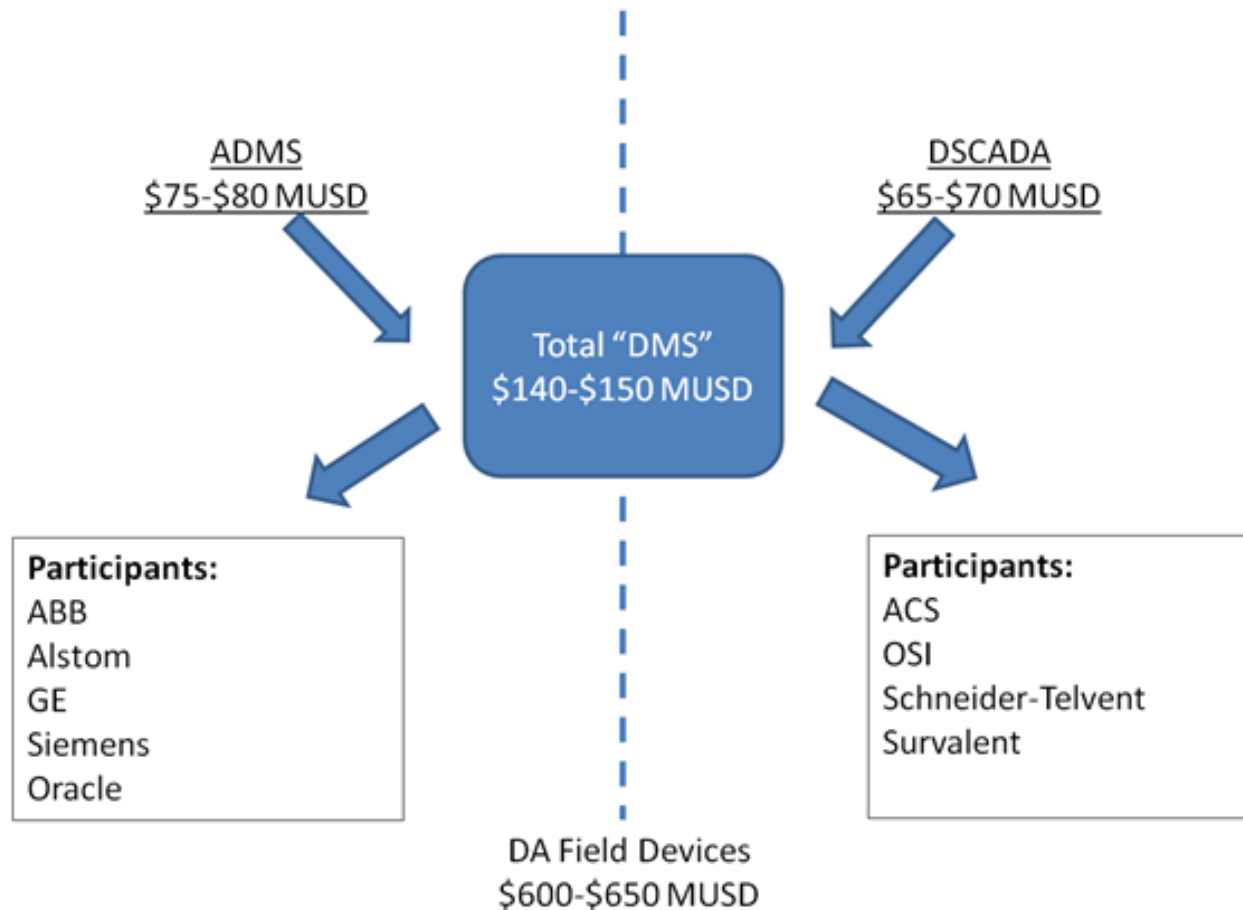 ADMS
$75-$80 MUSD
DSCADA
$65-$70 MUSD
Total “DMS”
$140-$150 MUSD
Participants:
ABB
Alstom
GE
Siemens
Oracle
Participants:
ACS
OSI
Schneider-Telvent
Survalent
DA Field Devices
$600-$650 MUSD